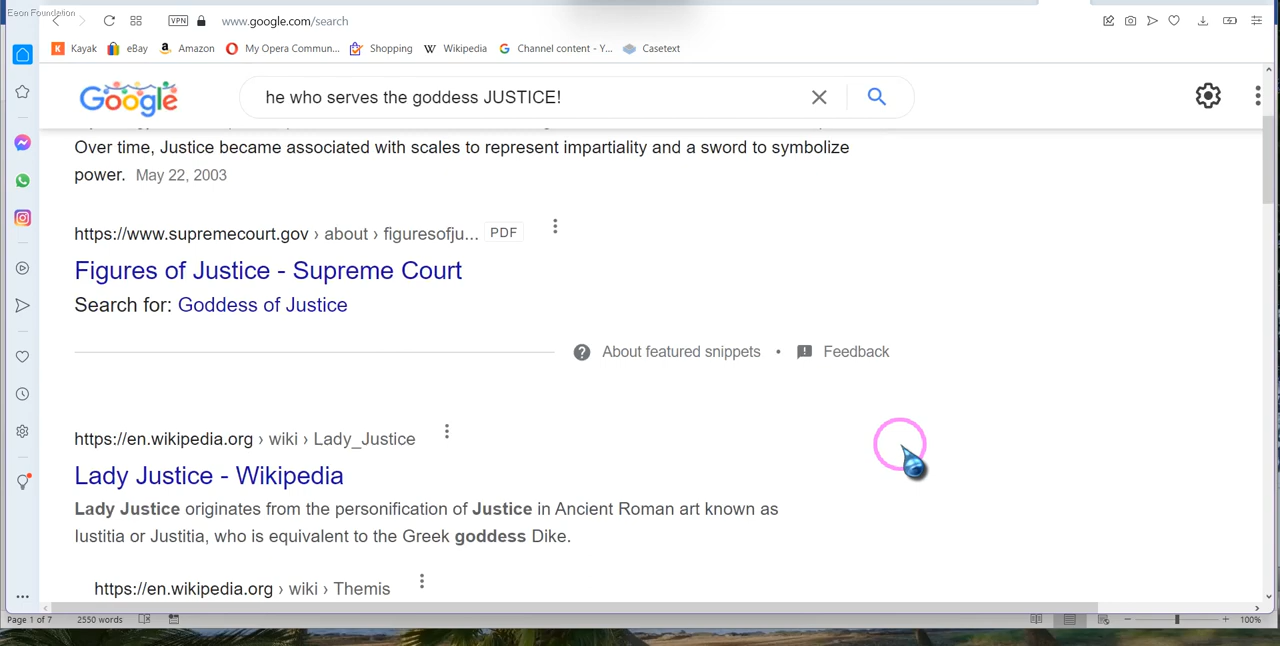 Eeon Foundation
VPN www.google.com/search
Kayak eBay Amazon My Opera Commun... Shopping Wikipedia Channel content - Y... Casetext
Google he who serves the goddess JUSTICE!
Over time, Justice became associated with scales to represent impartiality and a sword to symbolize
power. May 22, 2003
https://www.supremecourt.gov › about › figuresofju... PDF
Figures of Justice - Supreme Court
Search for: Goddess of Justice
About featured snippets • Feedback
https://en.wikipedia.org › wiki › Lady_Justice
Lady Justice - Wikipedia
Lady Justice originates from the personification of Justice in Ancient Roman art known as
Iustitia or Justitia, who is equivalent to the Greek goddess Dike.
https://en.wikipedia.org › wiki › Themis
Page 1 of 7 2550 words 100%